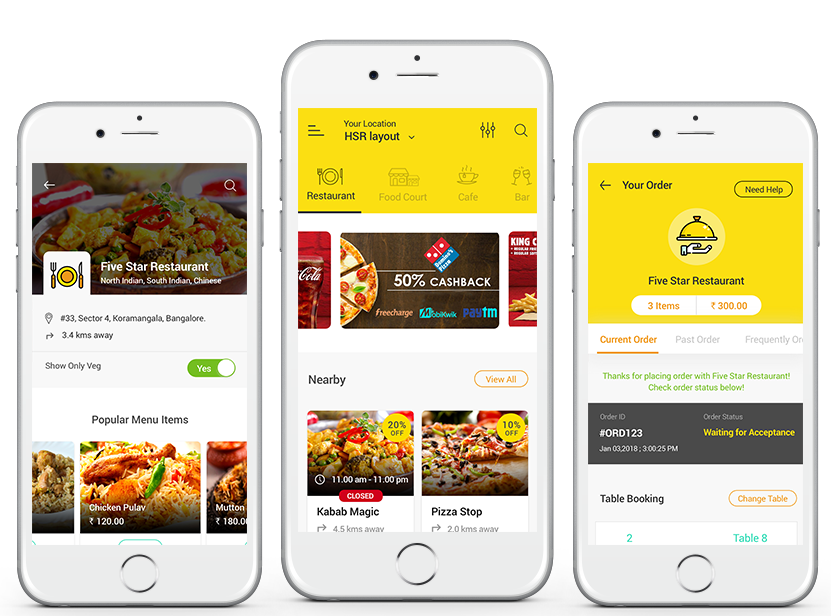 Five Star Restaurant
North Indian, South Indian, Chinese
#33, Sector 4, Koramangala, Bangalore.
3.4 kms away
Show Only Veg
Yes
Popular Menu Items
Chicken Pulav
₹ 120.00
Mutton
₹ 180.0
Your Location
HSR layout
Restaurant
Food Court
Cafe
Bar
Cola
Domino's
Pizza
50% CASHBACK
freecharge MobiKwik paytm
KING C
Nearby
View All
20%
OFF
11.00 am - 11:00 pm
CLOSED
Kabab Magic
4.5 kms away
10%
OFF
Pizza Stop
2.0 kms away
Your Order
Need Help
Five Star Restaurant
3 Items
₹ 300.00
Current Order
Past Order
Frequently Or
Thanks for placing order with Five Star Restaurant!
Check order status below!
Order ID
#ORD123
Jan 03,2018 ; 3:00:25 PM
Order Status
Waiting for Acceptance
Table Booking
Change Table
2
Table 8